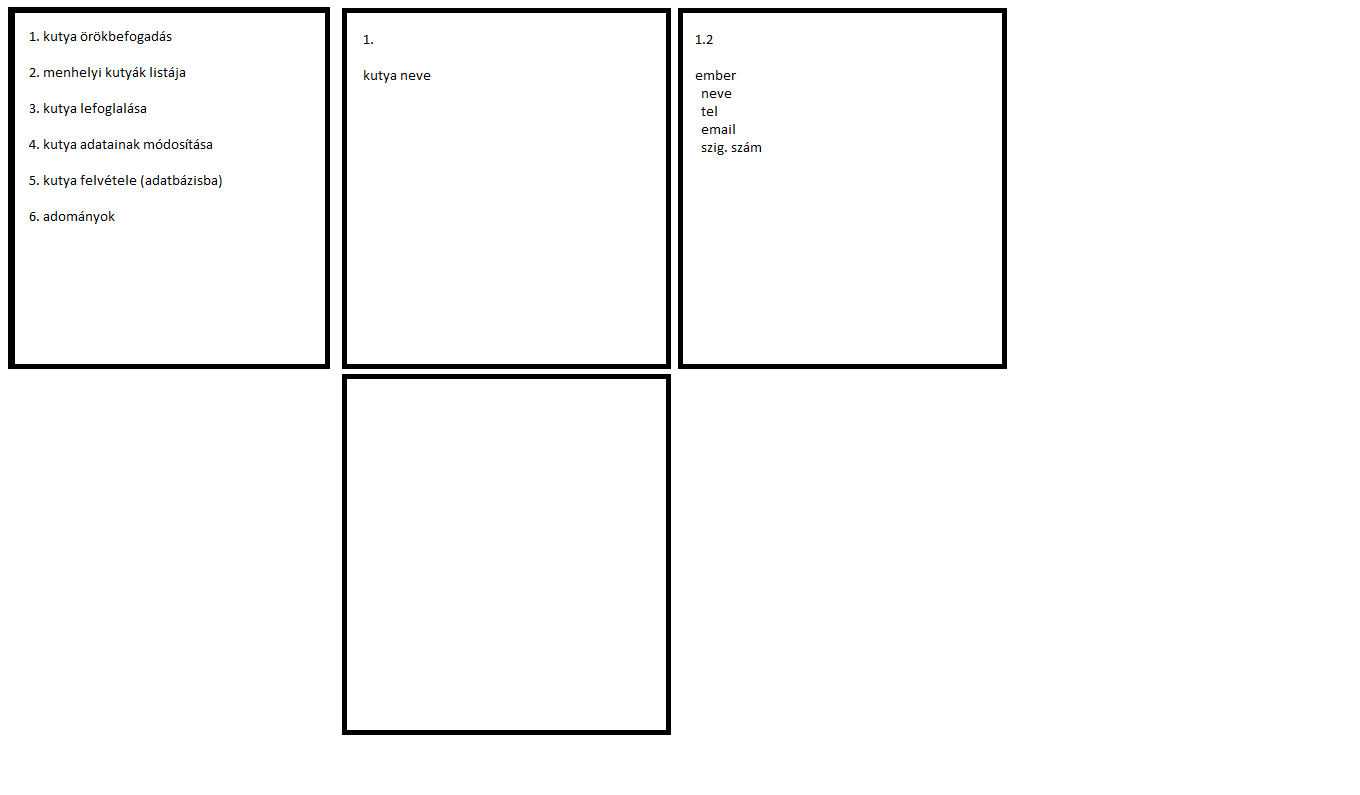 1. kutya örökbefogadás
2. menhelyi kutyák listája
3. kutya lefoglalása
4. kutya adatainak módosítása
5. kutya felvétele (adatbázisba)
6. adományok
1.
kutya neve
1.2
ember
neve
tel
email
szig. szám